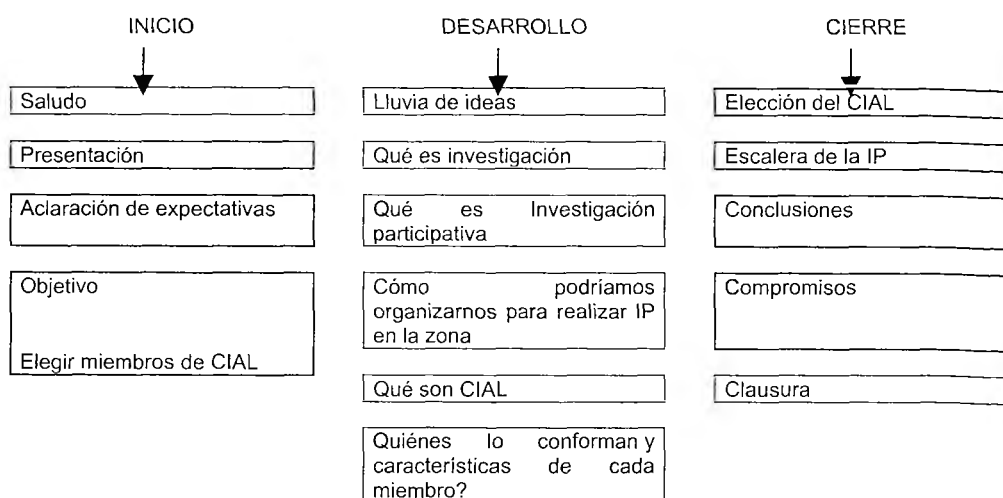 INICIO
Saludo
Presentación
Aclaración de expectativas
Objetivo
Elegir miembros de CIAL
DESARROLLO
Lluvia de ideas
Qué es investigación
Qué es Investigación
participativa
Cómo podríamos
organizarnos para realizar IP
en la zona
Qué son CIAL
Quiénes lo conforman y
características de cada
miembro?
CIERRE
Elección del CIAL
Escalera de la IP
Conclusiones
Compromisos
Clausura